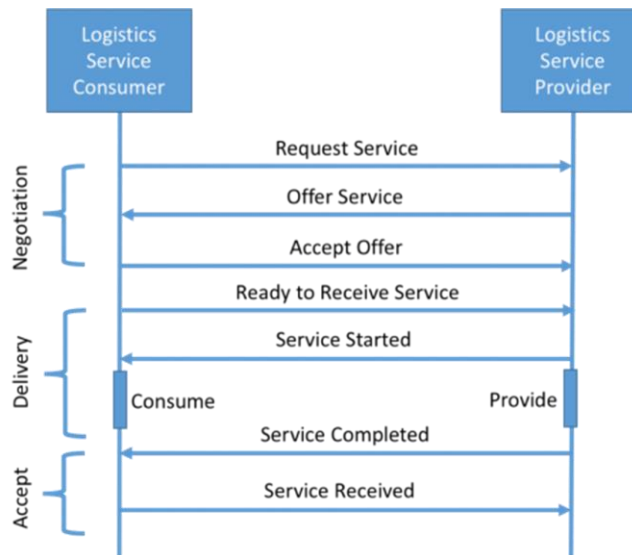 Logistics
Service
Consumer
Logistics
Service
Provider
Request Service
Negotiation
Offer Service
Accept Offer
Ready to Receive Service
Service Started
Delivery
Consume
Provide
Service Completed
Accept
Service Received